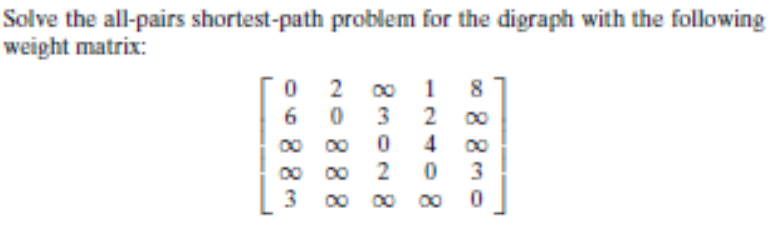 Solve the all-pairs shortest-path problem for the digraph with the following
weight matrix:
0 2 ∞ 1 8
6 0 3 2 ∞
∞ ∞ 0 4 ∞
∞ ∞ 2 0 3
3 ∞ ∞ ∞ 0